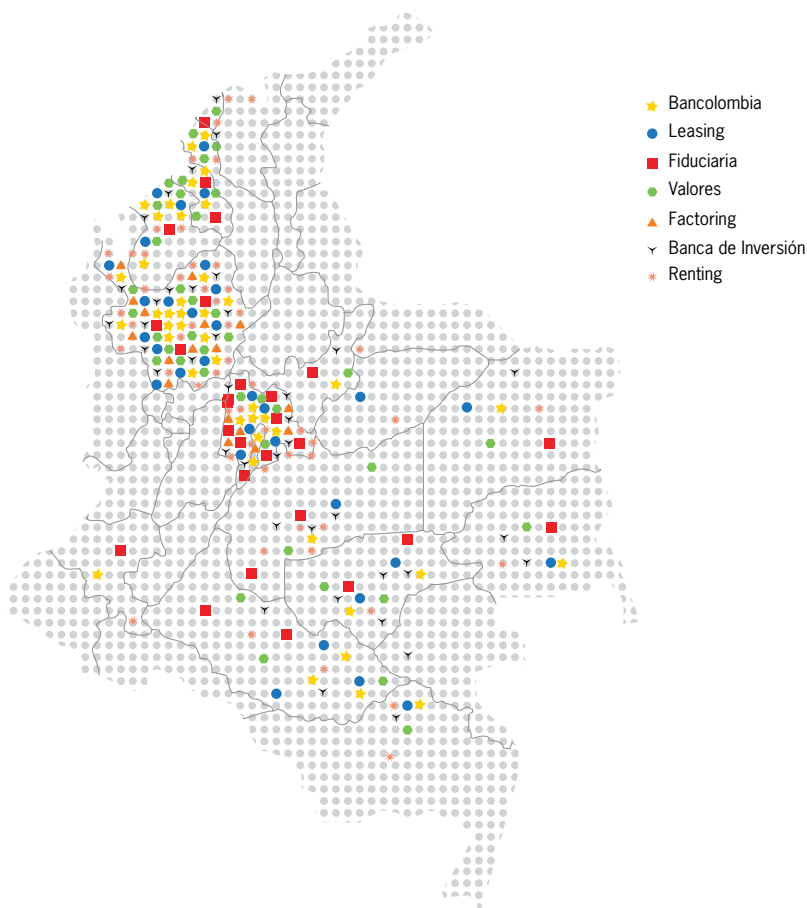 Bancolombia
Leasing
Fiduciaria
Valores
Factoring
Banca de Inversión
Renting